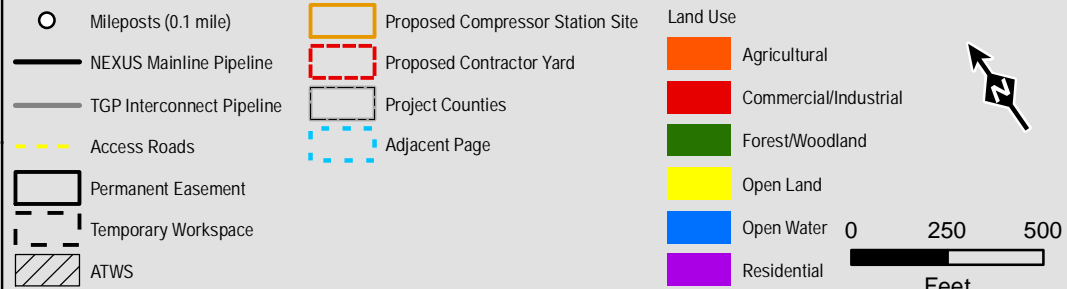 Mileposts (0.1 mile)
NEXUS Mainline Pipeline
TGP Interconnect Pipeline
Access Roads
Permanent Easement
Temporary Workspace
ATWS
Proposed Compressor Station Site
Proposed Contractor Yard
Project Counties
Adjacent Page
Land Use
Agricultural
Commercial/Industrial
Forest/Woodland
Open Land
Open Water
Residential
N
0 250 500
Feet